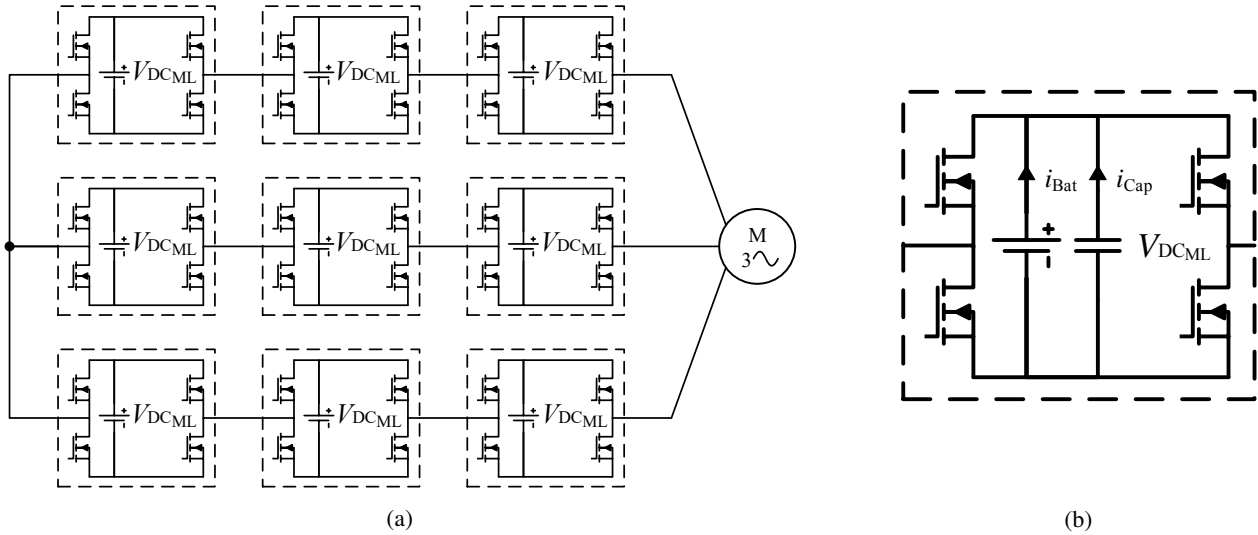 V_DC_ML V_DC_ML V_DC_ML
V_DC_ML V_DC_ML V_DC_ML
M
3
V_DC_ML V_DC_ML V_DC_ML
(a)
i_Bat i_Cap
V_DC_ML
(b)